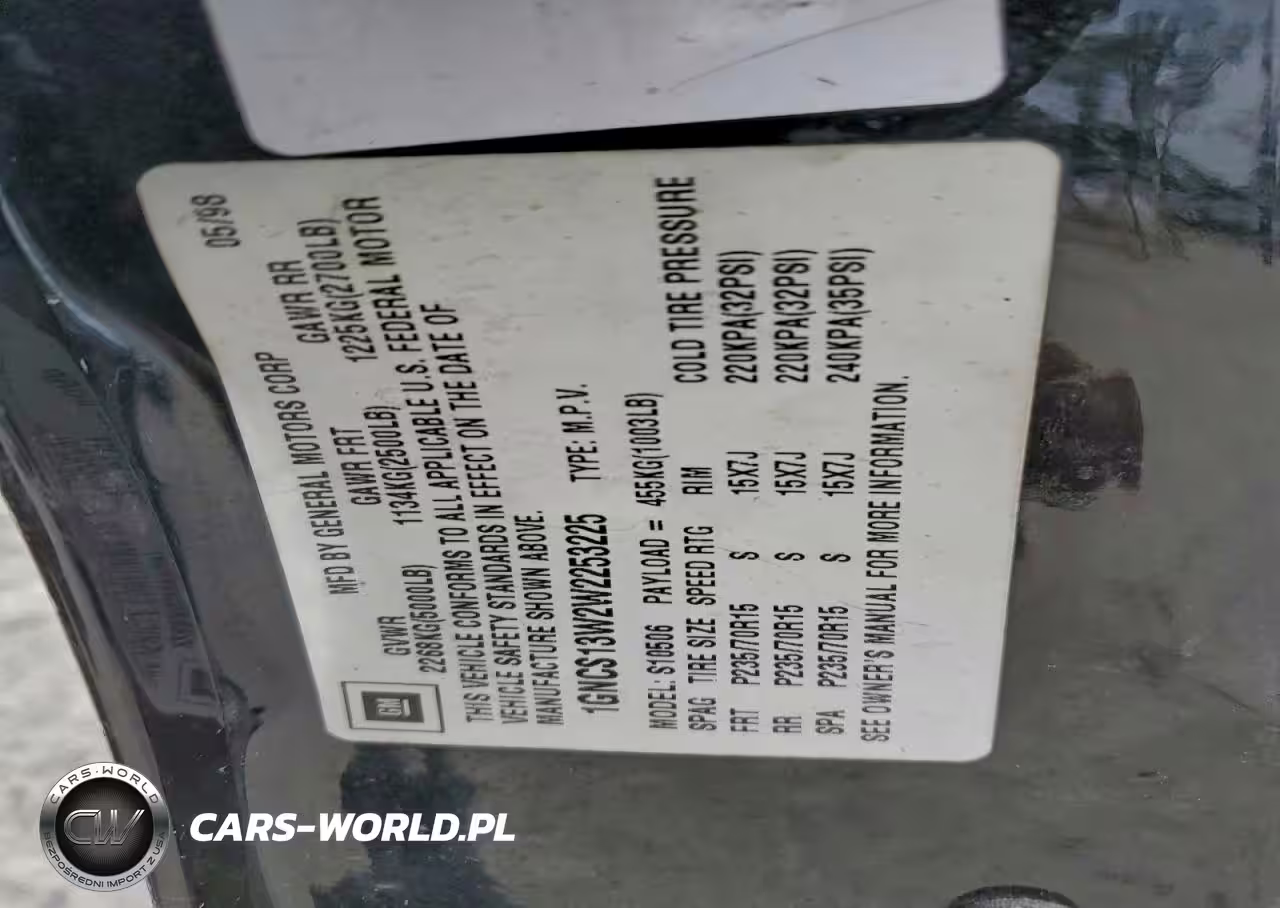 MFD BY GENERAL MOTORS CORP 05/98
GVWR GAWR FRT GAWR RR
2268KG(5000LB) 1134KG(2500LB) 1225KG(2700LB)
GM
THIS VEHICLE CONFORMS TO ALL APPLICABLE U.S. FEDERAL MOTOR
VEHICLE SAFETY STANDARDS IN EFFECT ON THE DATE OF
MANUFACTURE SHOWN ABOVE.
1GNCS13W2W2253225 TYPE: M.P.V.
MODEL: S10506 PAYLOAD = 455KG(1003LB)
SPAG TIRE SIZE SPEED RTG RIM COLD TIRE PRESSURE
FRT P235/70R15 S 15X7J 220KPA(32PSI)
RR P235/70R15 S 15X7J 220KPA(32PSI)
SPA P235/70R15 S 15X7J 240KPA(35PSI)
SEE OWNER'S MANUAL FOR MORE INFORMATION.
CARS-WORLD
CW
BEZPOŚREDNI IMPORT Z USA
CARS-WORLD.PL